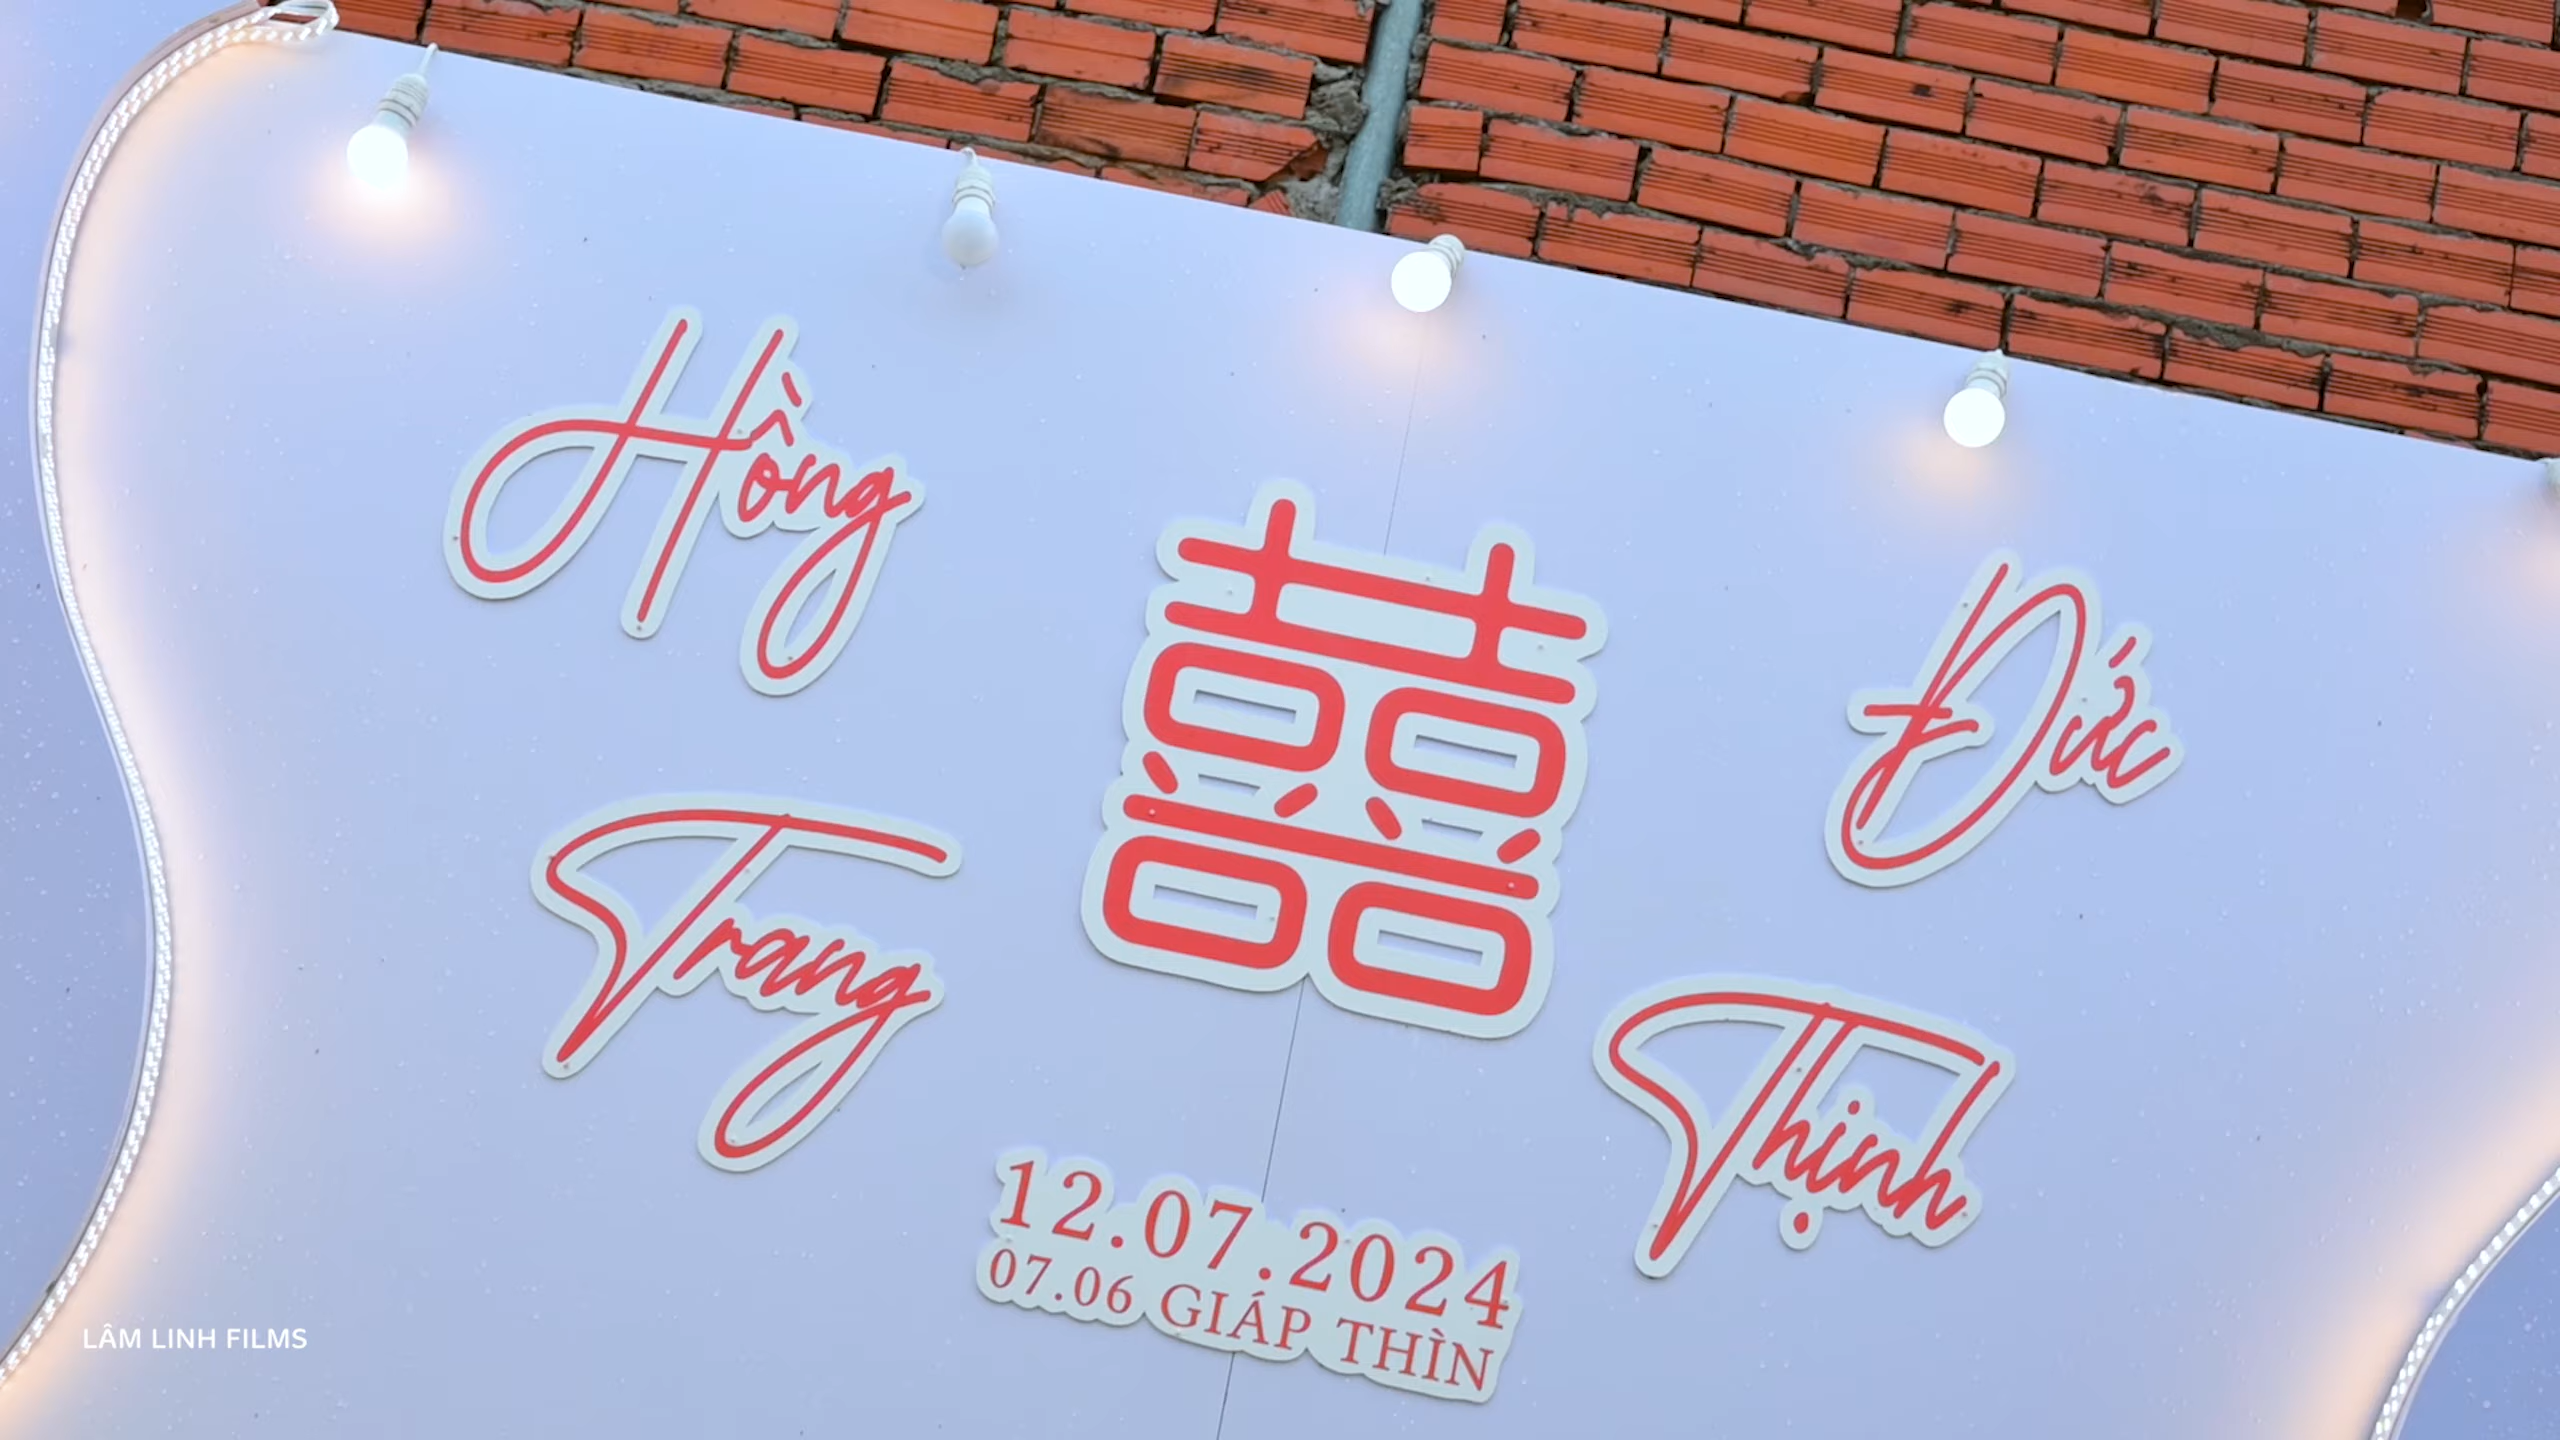 Hồng
Trang
囍
Đức
Thịnh
12.07.2024
07.06 GIÁP THÌN
LÂM LINH FILMS